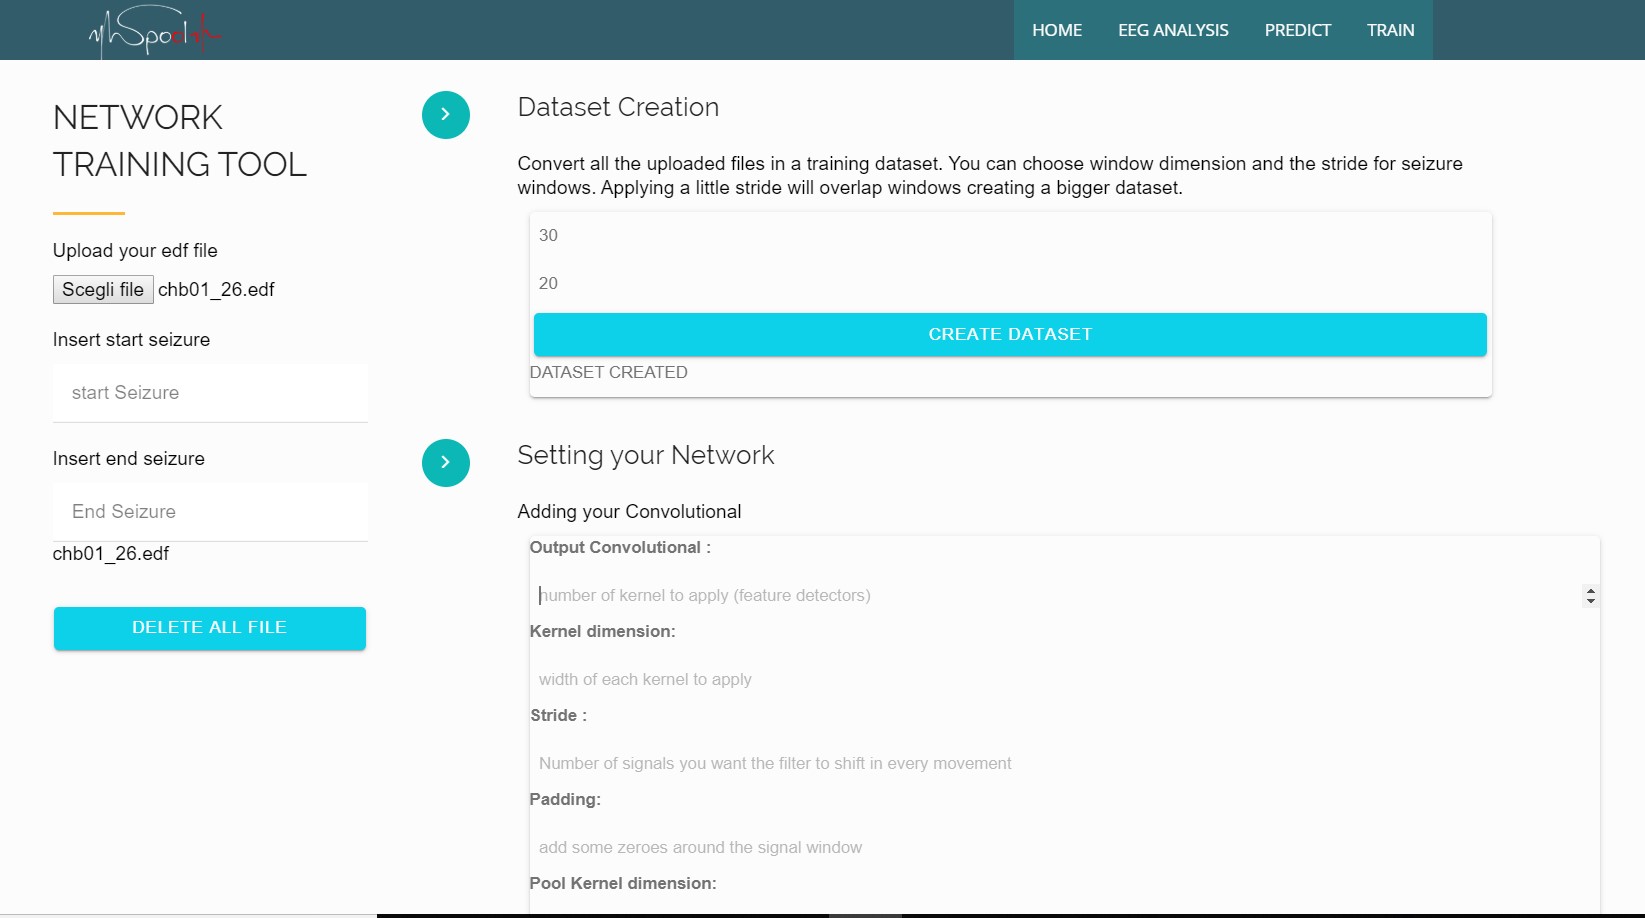 HOME EEG ANALYSIS PREDICT TRAIN
NETWORK
TRAINING TOOL
Upload your edf file
Scegli file chb01_26.edf
Insert start seizure
start Seizure
Insert end seizure
End Seizure
chb01_26.edf
DELETE ALL FILE
Dataset Creation
Convert all the uploaded files in a training dataset. You can choose window dimension and the stride for seizure
windows. Applying a little stride will overlap windows creating a bigger dataset.
30
20
CREATE DATASET
DATASET CREATED
Setting your Network
Adding your Convolutional
Output Convolutional :
number of kernel to apply (feature detectors)
Kernel dimension:
width of each kernel to apply
Stride :
Number of signals you want the filter to shift in every movement
Padding:
add some zeroes around the signal window
Pool Kernel dimension: